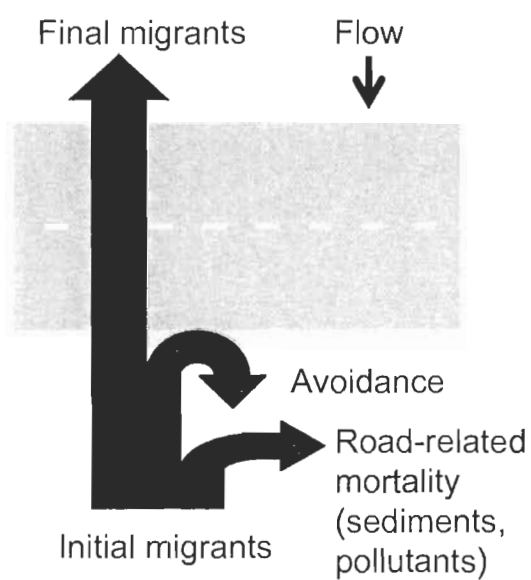 Final migrants
Flow
Avoidance
Road-related
mortality
(sediments,
pollutants)
Initial migrants